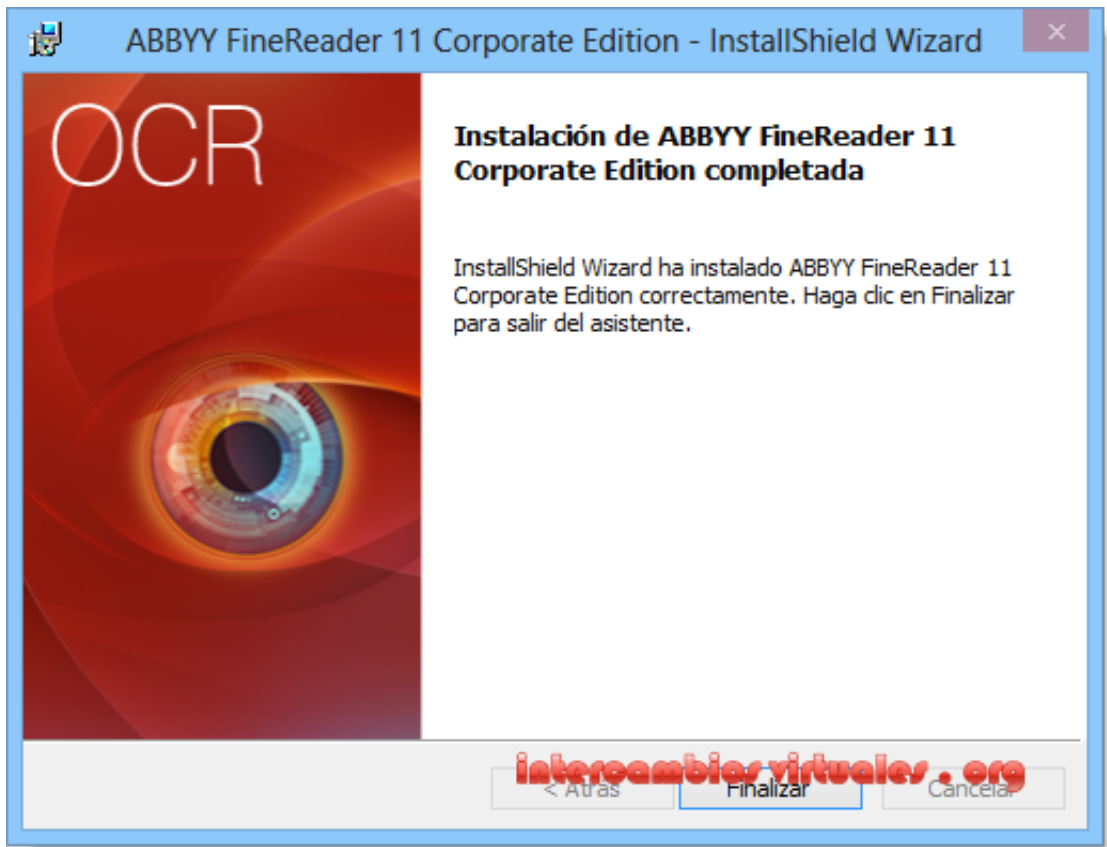 ABBYY FineReader 11 Corporate Edition - InstallShield Wizard
OCR
Instalación de ABBYY FineReader 11
Corporate Edition completada
InstallShield Wizard ha instalado ABBYY FineReader 11
Corporate Edition correctamente. Haga clic en Finalizar
para salir del asistente.
intercambios virtuales . org
< Atrás
Finalizar
Cancelar